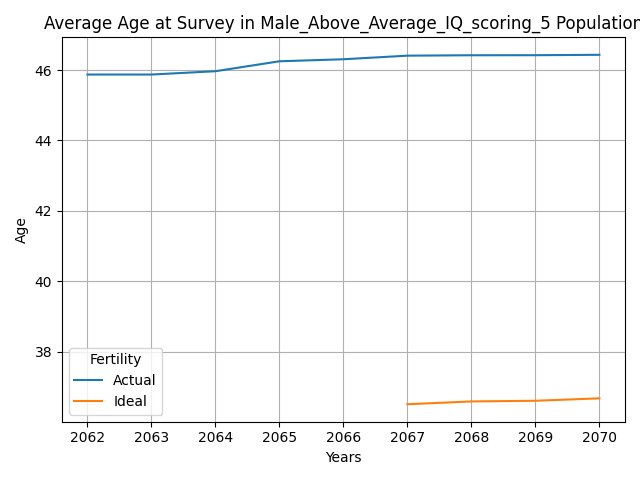 Average Age at Survey in Male_Above_Average_IQ_scoring_5 Population
Age
46
44
42
40
38
Fertility
Actual
Ideal
2062 2063 2064 2065 2066 2067 2068 2069 2070
Years